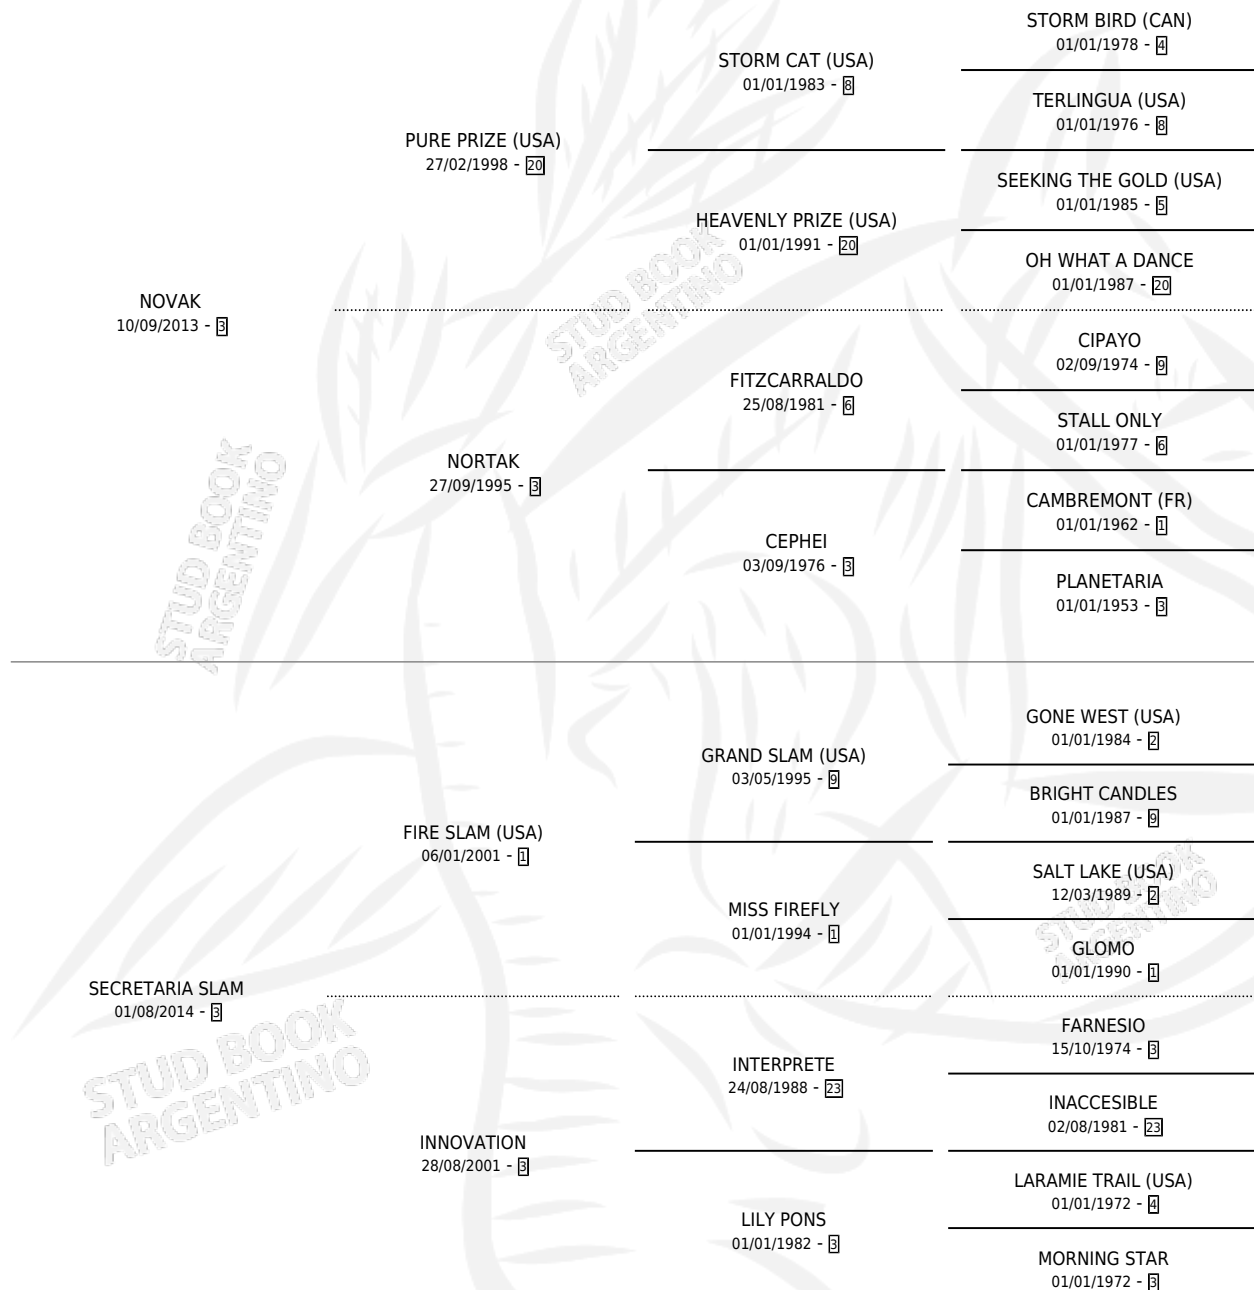 STORM BIRD (CAN)
01/01/1978 - 4
STORM CAT (USA)
01/01/1983 - 8
TERLINGUA (USA)
01/01/1976 - 8
PURE PRIZE (USA)
27/02/1998 - 20
SEEKING THE GOLD (USA)
01/01/1985 - 5
HEAVENLY PRIZE (USA)
01/01/1991 - 20
OH WHAT A DANCE
01/01/1987 - 20
NOVAK
10/09/2013 - 3
STUD BOOK
ARGENTINO
CIPAYO
02/09/1974 - 9
FITZCARRALDO
25/08/1981 - 6
STALL ONLY
01/01/1977 - 6
NORTAK
27/09/1995 - 3
CAMBREMONT (FR)
01/01/1962 - 1
CEPHEI
03/09/1976 - 3
PLANETARIA
01/01/1953 - 3
STUD BOOK
ARGENTINO
GONE WEST (USA)
01/01/1984 - 2
GRAND SLAM (USA)
03/05/1995 - 9
BRIGHT CANDLES
01/01/1987 - 9
FIRE SLAM (USA)
06/01/2001 - 1
SALT LAKE (USA)
12/03/1989 - 2
MISS FIREFLY
01/01/1994 - 1
STUD BOOK
ARGENTINO
GLOMO
01/01/1990 - 1
SECRETARIA SLAM
01/08/2014 - 3
STUD BOOK
ARGENTINO
FARNESIO
15/10/1974 - 3
INTERPRETE
24/08/1988 - 23
INACCESIBLE
02/08/1981 - 23
INNOVATION
28/08/2001 - 3
LARAMIE TRAIL (USA)
01/01/1972 - 4
LILY PONS
01/01/1982 - 3
MORNING STAR
01/01/1972 - 3